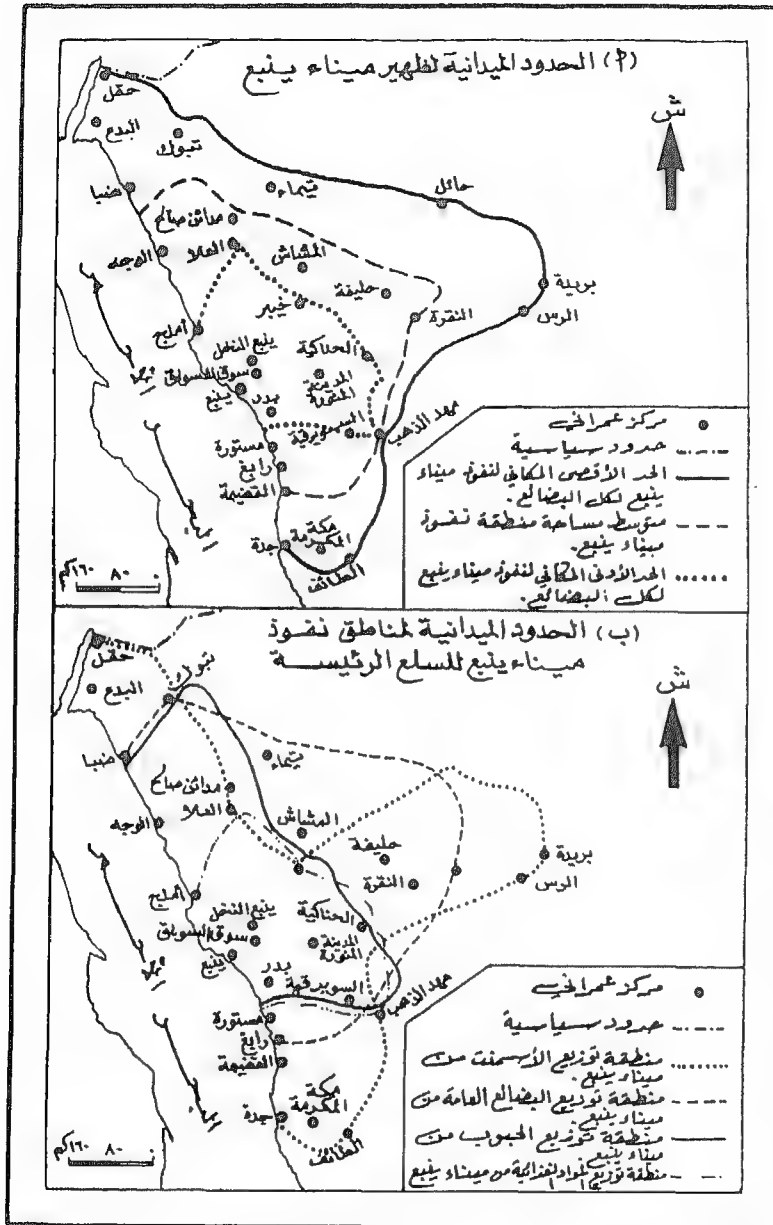 (أ) الحدود الميدانية لظهير ميناء ينبع
ش
حقل
البدع
تبوك
ضبا
تيماء
حائل
مدائن صالح
العلا
الوجه
المشاش
حليفة
بريدة
الرس
النقرة
خيبر
أملج
ينبع النخل
الحناكية
سوق السويق
المدينة
المنورة
ينبع
بدر
السويرقية
مهد الذهب
مستورة
رابغ
القضيمة
مكة
المكرمة
جدة
الطائف
البحر
٨٠ ١٦٠كم
مركز عمراني
حدود سياسية
الحد الأقصى المكاني لنفوذ ميناء
ينبع لكل البضائع.
متوسط مساحة منطقة نفوذ
ميناء ينبع.
الحد الأدنى المكاني لنفوذ ميناء ينبع
لكل البضائع.
(ب) الحدود الميدانية لمناطق نفوذ
ميناء ينبع للسلع الرئيسة
ش
حقل
البدع
تبوك
ضبا
تيماء
مدائن صالح
العلا
الوجه
المشاش
حليفة
بريدة
الرس
النقرة
أملج
ينبع النخل
الحناكية
سوق السويق
المدينة
المنورة
ينبع
بدر
السويرقية
مهد الذهب
مستورة
رابغ
القضيمة
مكة
المكرمة
جدة
الطائف
البحر
٨٠ ١٦٠كم
مركز عمراني
حدود سياسية
منطقة توزيع الأسمنت من
ميناء ينبع.
منطقة توزيع البضائع العامة من
ميناء ينبع
منطقة توزيع الحبوب من
ميناء ينبع
منطقة توزيع المواد الغذائية من ميناء ينبع